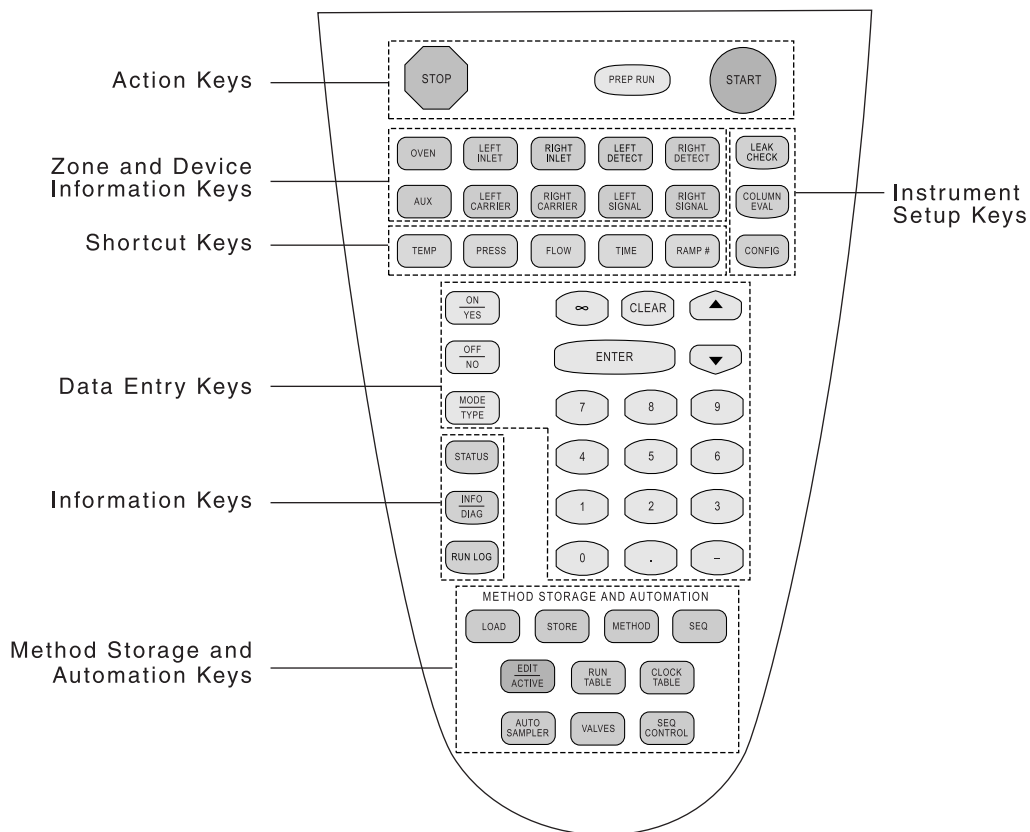 Action Keys
STOP
PREP RUN
START
Zone and Device
Information Keys
OVEN
LEFT
INLET
RIGHT
INLET
LEFT
DETECT
RIGHT
DETECT
AUX
LEFT
CARRIER
RIGHT
CARRIER
LEFT
SIGNAL
RIGHT
SIGNAL
LEAK
CHECK
COLUMN
EVAL
CONFIG
Instrument
Setup Keys
Shortcut Keys
TEMP
PRESS
FLOW
TIME
RAMP #
Data Entry Keys
ON
YES
∞
CLEAR
▲
OFF
NO
ENTER
▼
MODE
TYPE
7
8
9
4
5
6
1
2
3
0
.
–
Information Keys
STATUS
INFO
DIAG
RUN LOG
Method Storage and
Automation Keys
METHOD STORAGE AND AUTOMATION
LOAD
STORE
METHOD
SEQ
EDIT
ACTIVE
RUN
TABLE
CLOCK
TABLE
AUTO
SAMPLER
VALVES
SEQ
CONTROL